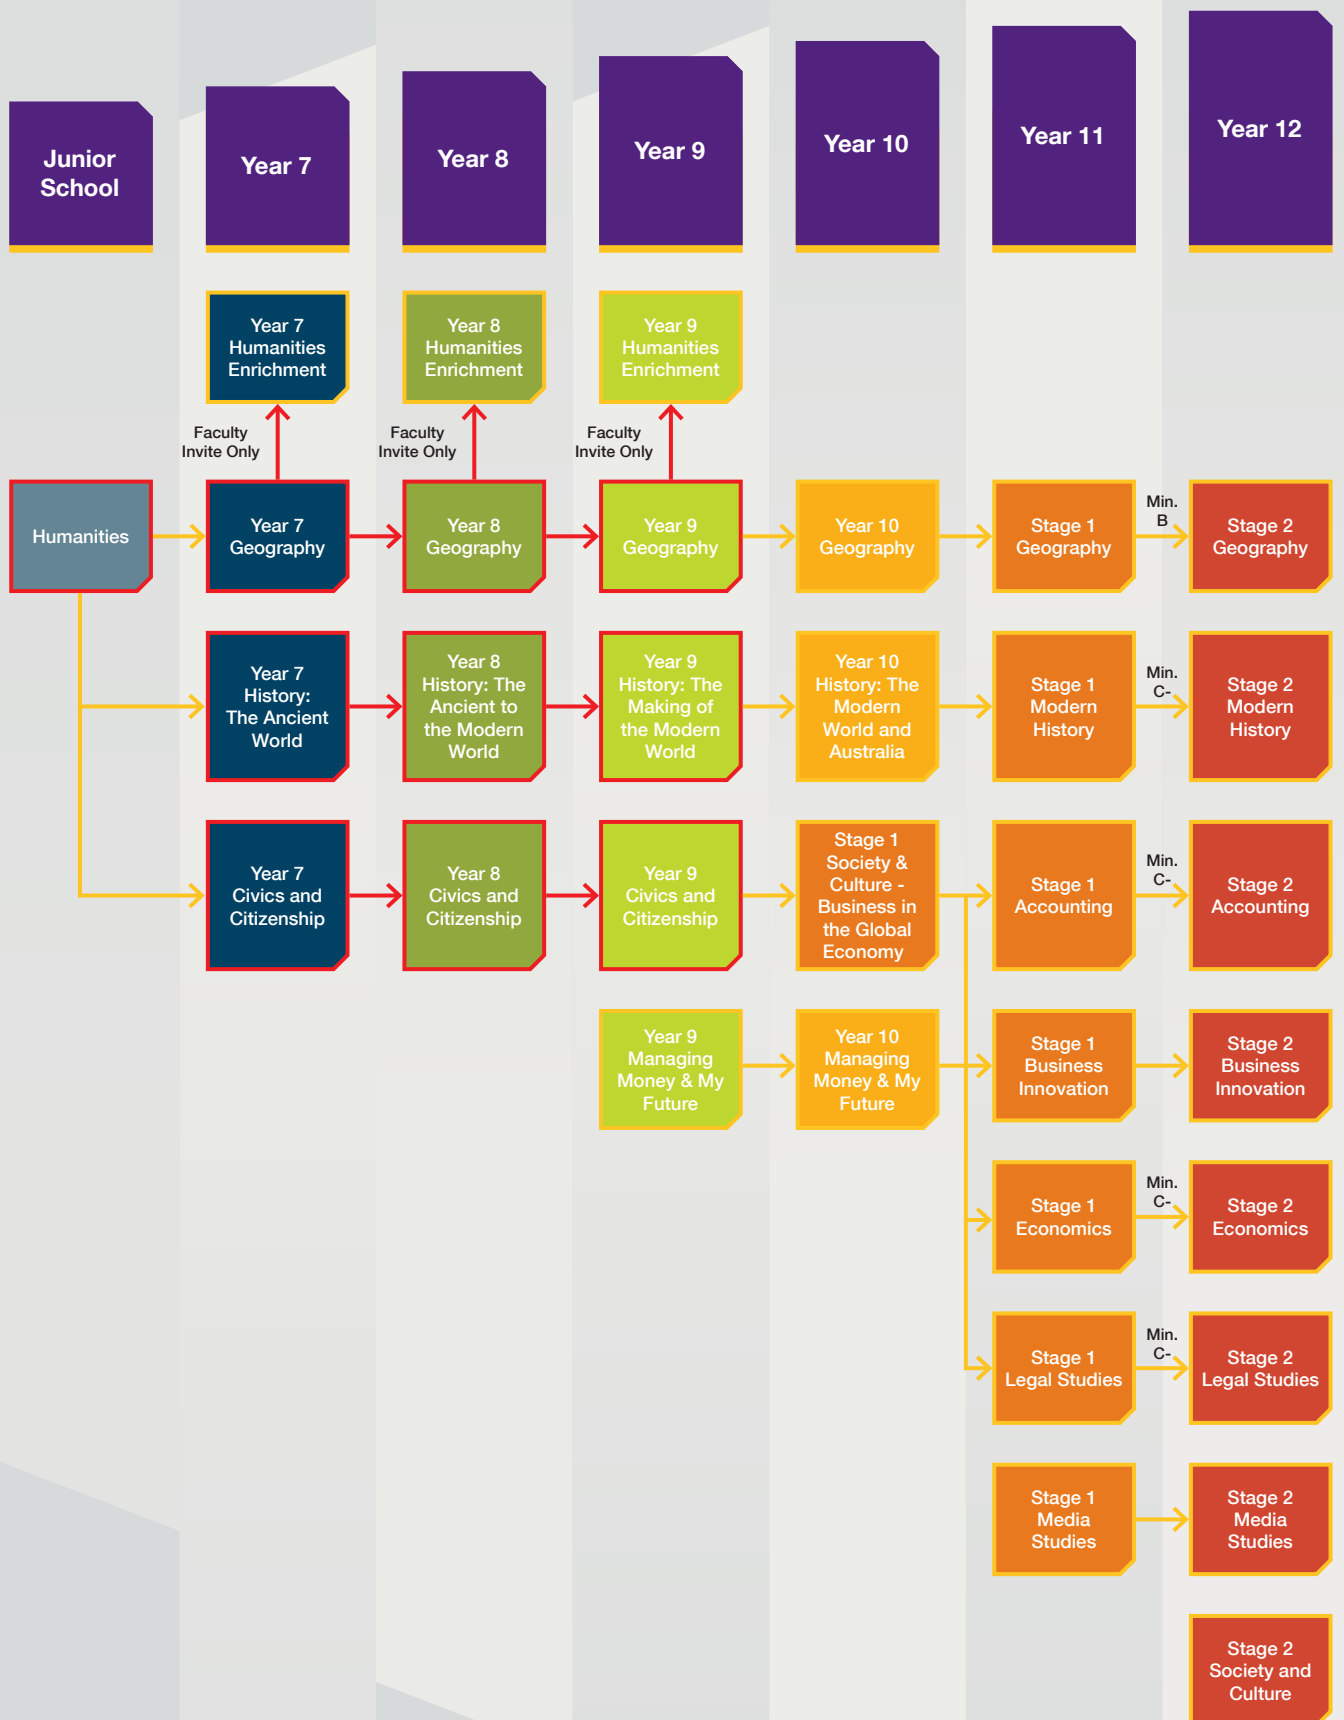 Junior
School
Year 7
Year 8
Year 9
Year 10
Year 11
Year 12
Year 7
Humanities
Enrichment
Year 8
Humanities
Enrichment
Year 9
Humanities
Enrichment
Faculty
Invite Only
Faculty
Invite Only
Faculty
Invite Only
Humanities
Year 7
Geography
Year 8
Geography
Year 9
Geography
Year 10
Geography
Stage 1
Geography
Min.
B
Stage 2
Geography
Year 7
History:
The Ancient
World
Year 8
History: The
Ancient to
the Modern
World
Year 9
History: The
Making of
the Modern
World
Year 10
History: The
Modern
World and
Australia
Stage 1
Modern
History
Min.
C-
Stage 2
Modern
History
Year 7
Civics and
Citizenship
Year 8
Civics and
Citizenship
Year 9
Civics and
Citizenship
Stage 1
Society &
Culture -
Business in
the Global
Economy
Stage 1
Accounting
Min.
C-
Stage 2
Accounting
Year 9
Managing
Money & My
Future
Year 10
Managing
Money & My
Future
Stage 1
Business
Innovation
Stage 2
Business
Innovation
Stage 1
Economics
Min.
C-
Stage 2
Economics
Stage 1
Legal Studies
Min.
C-
Stage 2
Legal Studies
Stage 1
Media
Studies
Stage 2
Media
Studies
Stage 2
Society and
Culture